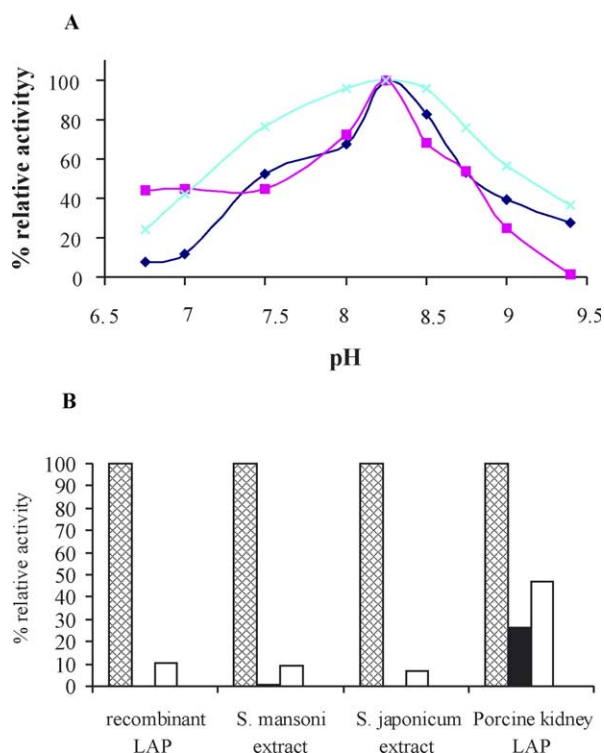 A
% relative activityy
100
80
60
40
20
0
6.5 7 7.5 8 8.5 9 9.5
pH
B
% relative activity
100
90
80
70
60
50
40
30
20
10
0
recombinant LAP
S. mansoni extract
S. japonicum extract
Porcine kidney LAP